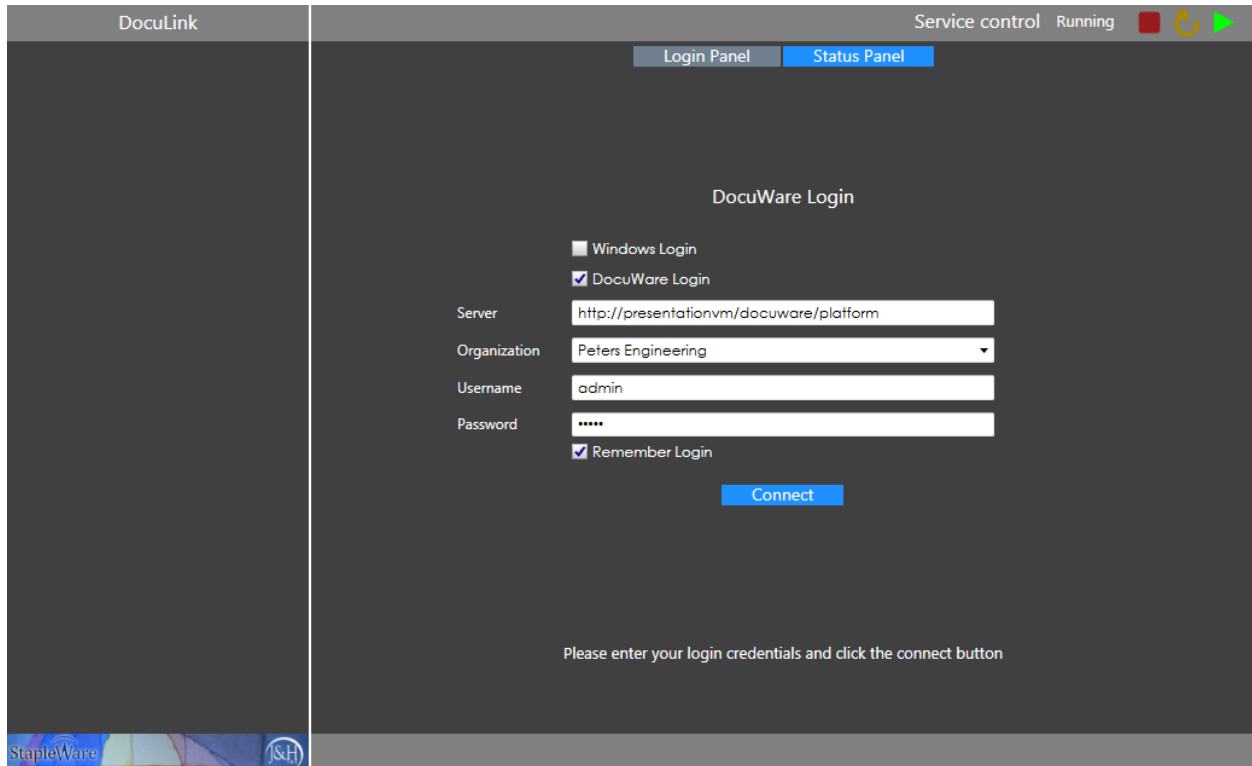 DocuLink
Service control Running
Login Panel Status Panel
DocuWare Login
Windows Login
DocuWare Login
Server http://presentationvm/docuware/platform
Organization Peters Engineering
Username admin
Password •••••
Remember Login
Connect
Please enter your login credentials and click the connect button
StapleWare J&H